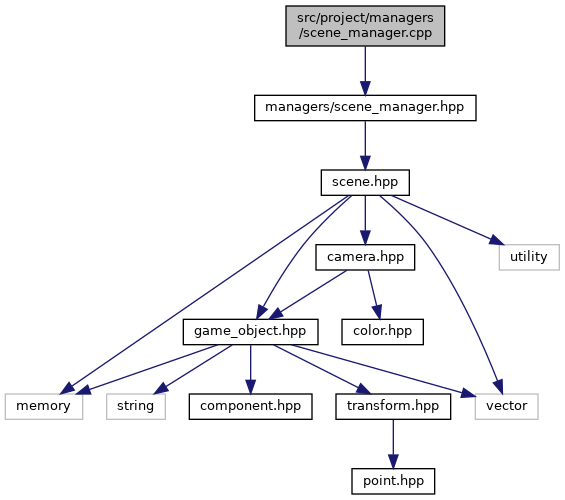 src/project/managers
/scene_manager.cpp
managers/scene_manager.hpp
scene.hpp
camera.hpp
utility
game_object.hpp
color.hpp
memory
string
component.hpp
transform.hpp
vector
point.hpp